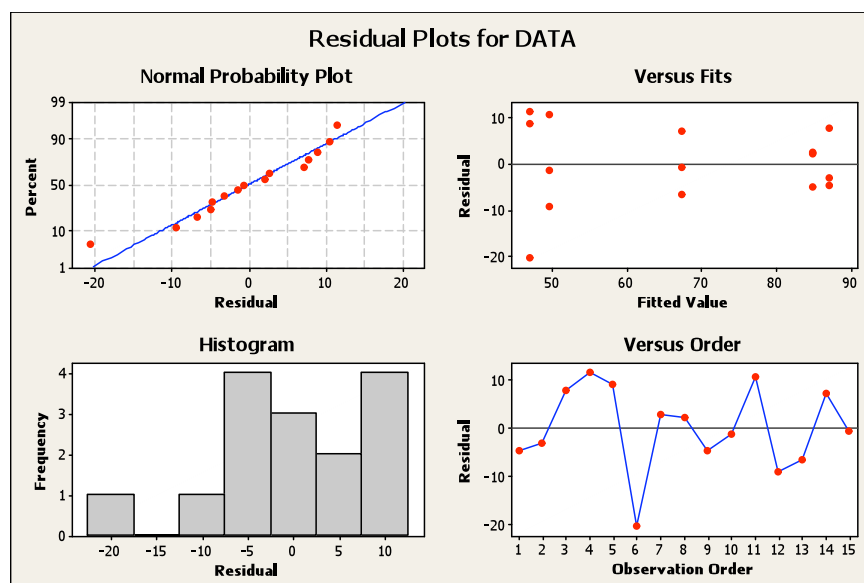 Residual Plots for DATA
Normal Probability Plot
99
90
50
10
1
Percent
-20 -10 0 10 20
Residual
Versus Fits
10
0
-10
-20
Residual
50 60 70 80 90
Fitted Value
Histogram
4
3
2
1
0
Frequency
-20 -15 -10 -5 0 5 10
Residual
Versus Order
10
0
-10
-20
Residual
1 2 3 4 5 6 7 8 9 10 11 12 13 14 15
Observation Order